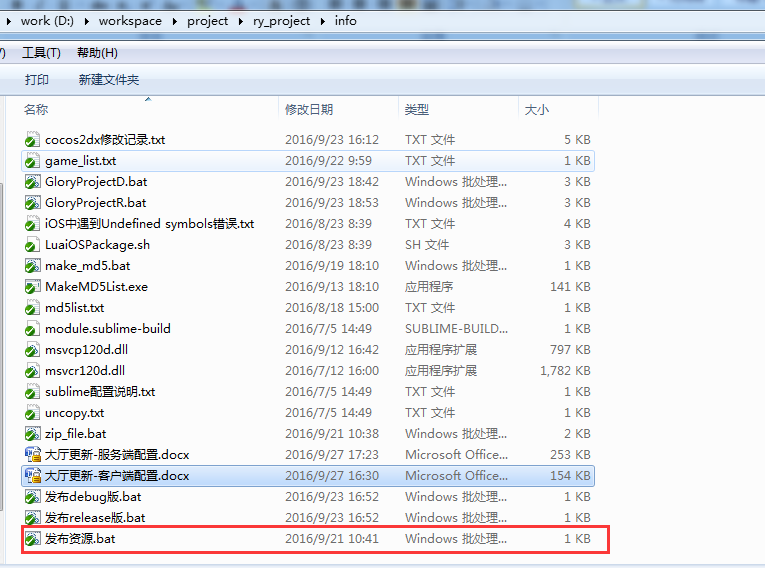 work (D:) ▸ workspace ▸ project ▸ ry_project ▸ info
工具(T) 帮助(H)
打印 新建文件夹
名称 修改日期 类型 大小
cocos2dx修改记录.txt 2016/9/23 16:12 TXT 文件 5 KB
game_list.txt 2016/9/22 9:59 TXT 文件 1 KB
GloryProjectD.bat 2016/9/23 18:42 Windows 批处理... 3 KB
GloryProjectR.bat 2016/9/23 18:53 Windows 批处理... 3 KB
iOS中遇到Undefined symbols错误.txt 2016/8/23 8:39 TXT 文件 4 KB
LuaiOSPackage.sh 2016/8/23 8:39 SH 文件 3 KB
make_md5.bat 2016/9/19 18:10 Windows 批处理... 1 KB
MakeMD5List.exe 2016/9/13 18:10 应用程序 141 KB
md5list.txt 2016/8/18 15:00 TXT 文件 1 KB
module.sublime-build 2016/7/5 14:49 SUBLIME-BUILD... 1 KB
msvcp120d.dll 2016/9/12 16:42 应用程序扩展 797 KB
msvcr120d.dll 2016/7/12 16:00 应用程序扩展 1,782 KB
sublime配置说明.txt 2016/7/5 14:49 TXT 文件 1 KB
uncopy.txt 2016/7/5 14:49 TXT 文件 1 KB
zip_file.bat 2016/9/21 10:38 Windows 批处理... 2 KB
大厅更新-服务端配置.docx 2016/9/27 17:23 Microsoft Office... 253 KB
大厅更新-客户端配置.docx 2016/9/27 16:30 Microsoft Office... 154 KB
发布debug版.bat 2016/9/23 16:52 Windows 批处理... 1 KB
发布release版.bat 2016/9/23 16:52 Windows 批处理... 1 KB
发布资源.bat 2016/9/21 10:41 Windows 批处理... 1 KB